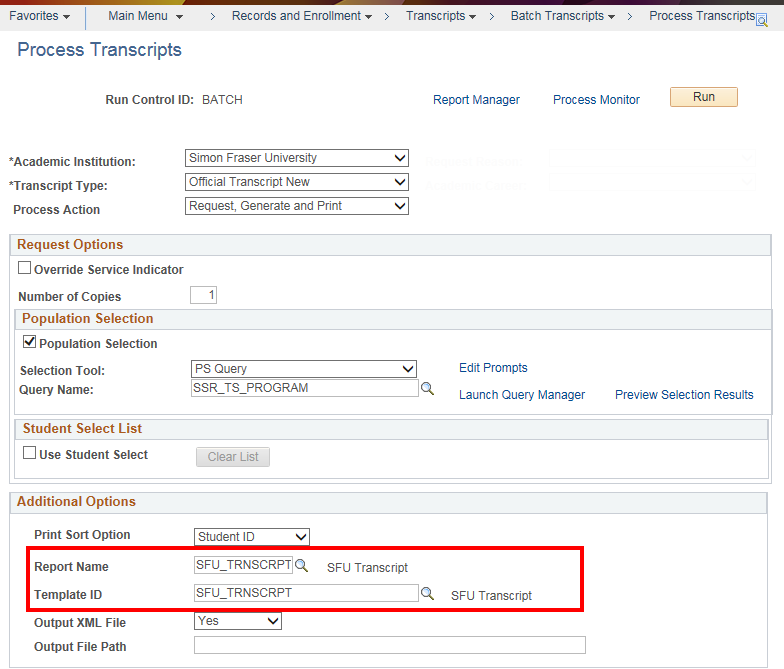 Favorites Main Menu > Records and Enrollment > Transcripts > Batch Transcripts > Process Transcripts
Process Transcripts
Run Control ID: BATCH Report Manager Process Monitor Run
*Academic Institution: Simon Fraser University
*Transcript Type: Official Transcript New
Process Action Request, Generate and Print
Request Options
Override Service Indicator
Number of Copies 1
Population Selection
Population Selection
Selection Tool: PS Query Edit Prompts
Query Name: SSR_TS_PROGRAM Launch Query Manager Preview Selection Results
Student Select List
Use Student Select Clear List
Additional Options
Print Sort Option Student ID
Report Name SFU_TRNSCRPT SFU Transcript
Template ID SFU_TRNSCRPT SFU Transcript
Output XML File Yes
Output File Path